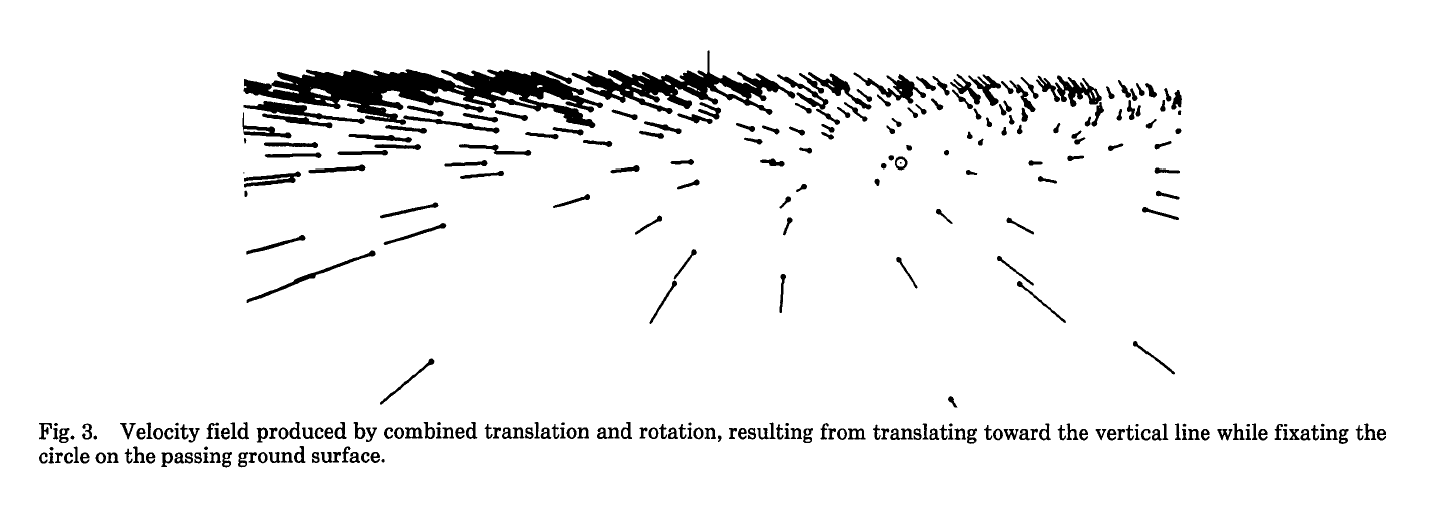 Fig. 3. Velocity field produced by combined translation and rotation, resulting from translating toward the vertical line while fixating the
circle on the passing ground surface.